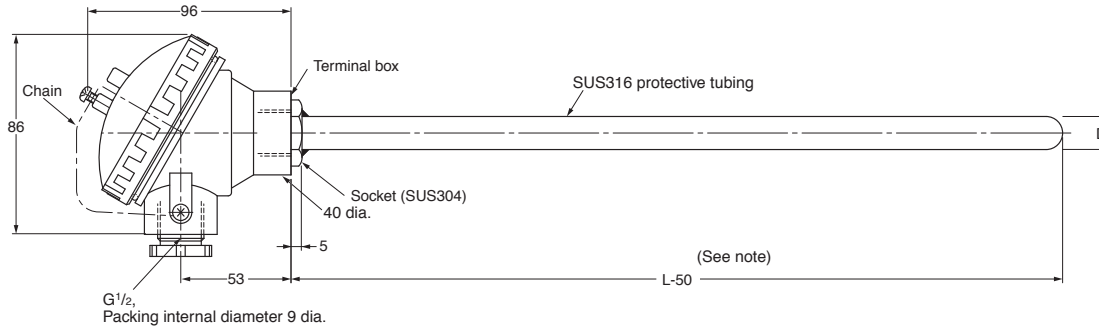 96
Terminal box
SUS316 protective tubing
Chain
86
Socket (SUS304)
40 dia.
5
(See note)
53
L-50
G1/2,
Packing internal diameter 9 dia.